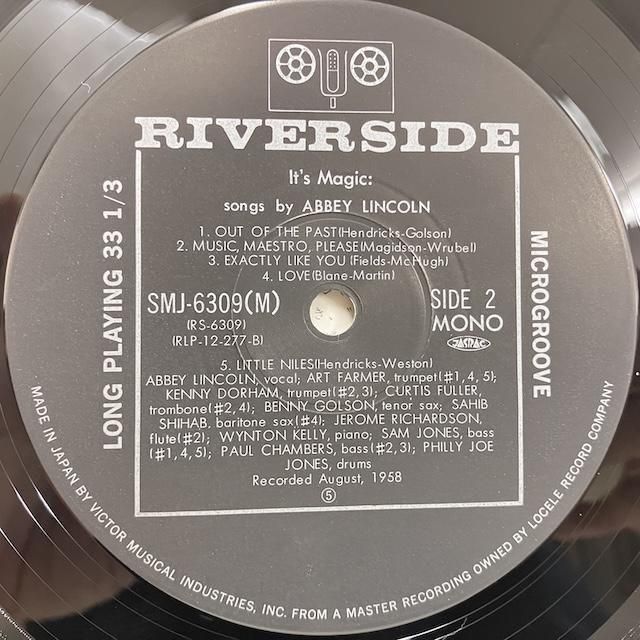 RIVERSIDE
It's Magic:
songs by ABBEY LINCOLN
1. OUT OF THE PAST(Hendricks-Golson)
2. MUSIC, MAESTRO, PLEASE(Magidson-Wrubel)
3. EXACTLY LIKE YOU (Fields-McHugh)
4. LOVE(Blane-Martin)
SMJ-6309(M)
(RS-6309)
(RLP-12-277-B)
SIDE 2
MONO
JASRAC
5. LITTLE NILES(Hendricks-Weston)
ABBEY LINCOLN, vocal; ART FARMER, trumpet(#1, 4, 5);
KENNY DORHAM, trumpet(#2, 3); CURTIS FULLER,
trombone(#2, 4); BENNY GOLSON, tenor sax; SAHIB
SHIHAB, baritone sax(#4); JEROME RICHARDSON,
flute(#2); WYNTON KELLY, piano; SAM JONES, bass
(#1, 4, 5); PAUL CHAMBERS, bass(#2, 3); PHILLY JOE
JONES, drums
Recorded August, 1958
⑤
LONG PLAYING 33 1/3
MICROGROOVE
MADE IN JAPAN BY VICTOR MUSICAL INDUSTRIES, INC. FROM A MASTER RECORDING OWNED BY LOCELE RECORD COMPANY